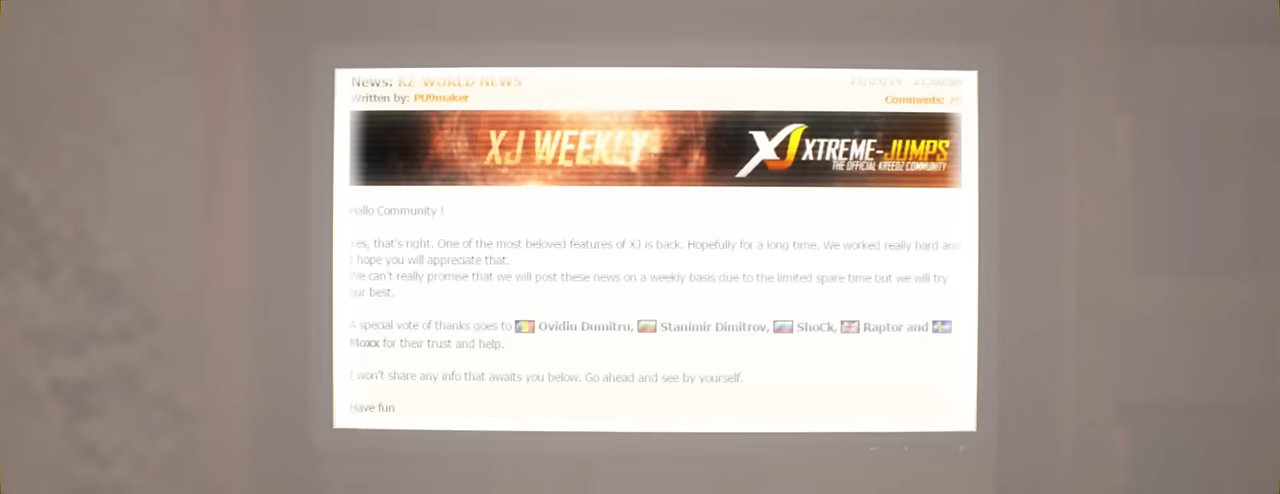 News: KZ WORLD NEWS
Written by: PU9maker
Comments:
XJ WEEKLY
XJ XTREME-JUMPS
THE OFFICIAL KREEDZ COMMUNITY
Hallo Community !
Yes, that's right. One of the most beloved features of XJ is back. Hopefully for a long time. We worked really hard and
I hope you will appreciate that.
We can't really promise that we will post these news on a weekly basis due to the limited spare time but we will try
our best.
A special vote of thanks goes to Ovidiu Dumitru, Stanimir Dimitrov, ShoCk, Raptor and
Moxx for their trust and help.
I won't share any info that awaits you below. Go ahead and see by yourself.
Have fun